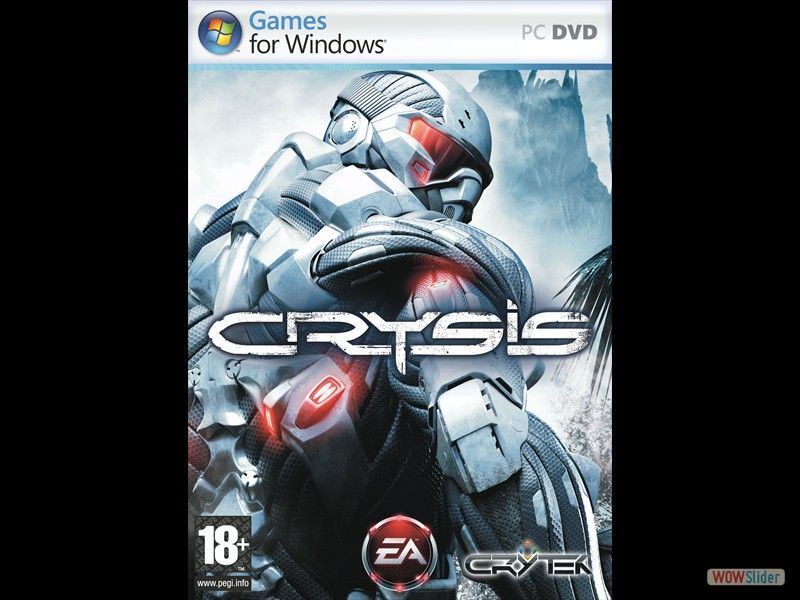 Games
for Windows®
PC DVD
CRYSIS
18+
www.pegi.info
EA
CRYTEK
WOWSlider